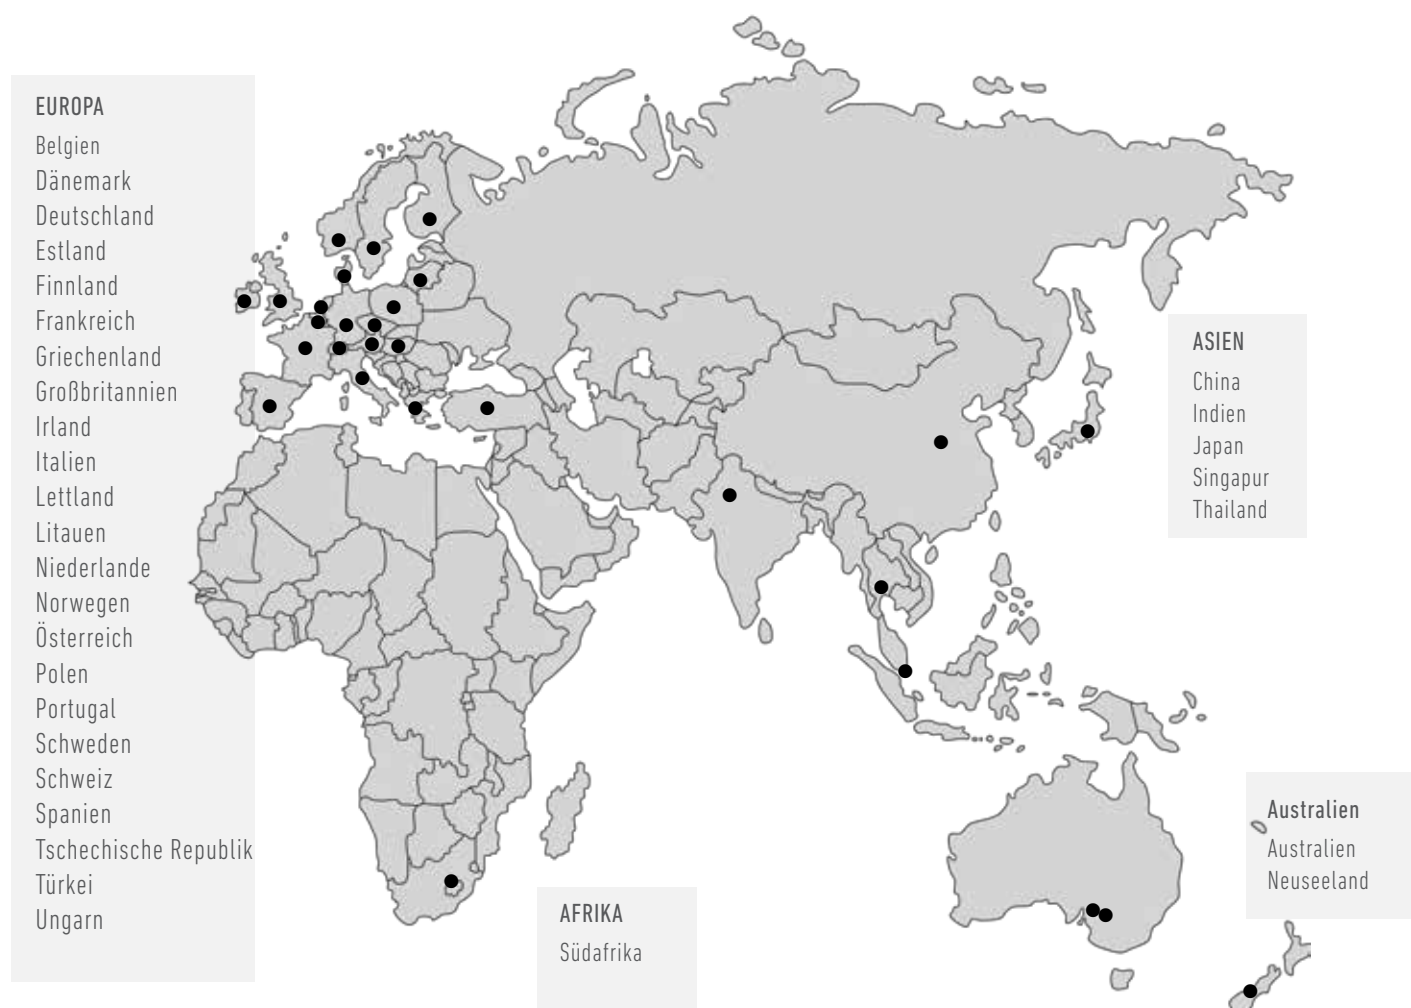 EUROPA
Belgien
Dänemark
Deutschland
Estland
Finnland
Frankreich
Griechenland
Großbritannien
Irland
Italien
Lettland
Litauen
Niederlande
Norwegen
Österreich
Polen
Portugal
Schweden
Schweiz
Spanien
Tschechische Republik
Türkei
Ungarn
ASIEN
China
Indien
Japan
Singapur
Thailand
Australien
Australien
Neuseeland
AFRIKA
Südafrika